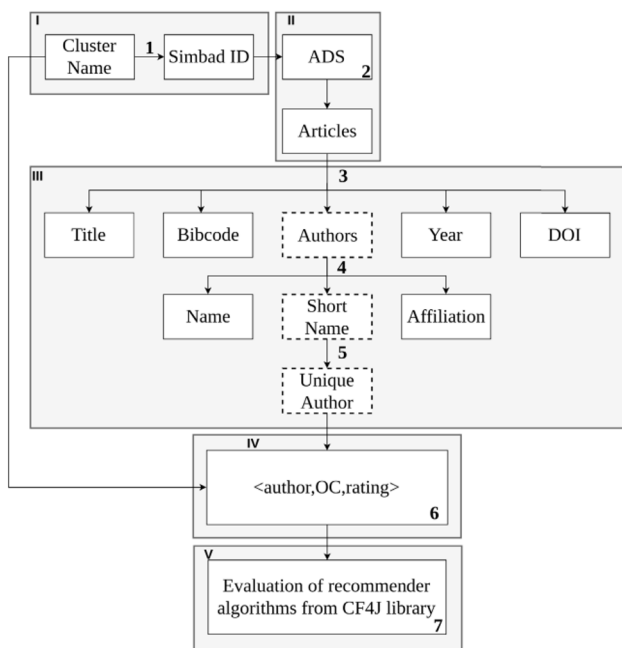 I
II
Cluster
Name
1
Simbad ID
ADS
2
Articles
III
3
Title
Bibcode
Authors
Year
DOI
4
Name
Short
Name
Affiliation
5
Unique
Author
IV
<author,OC,rating>
6
V
Evaluation of recommender
algorithms from CF4J library
7